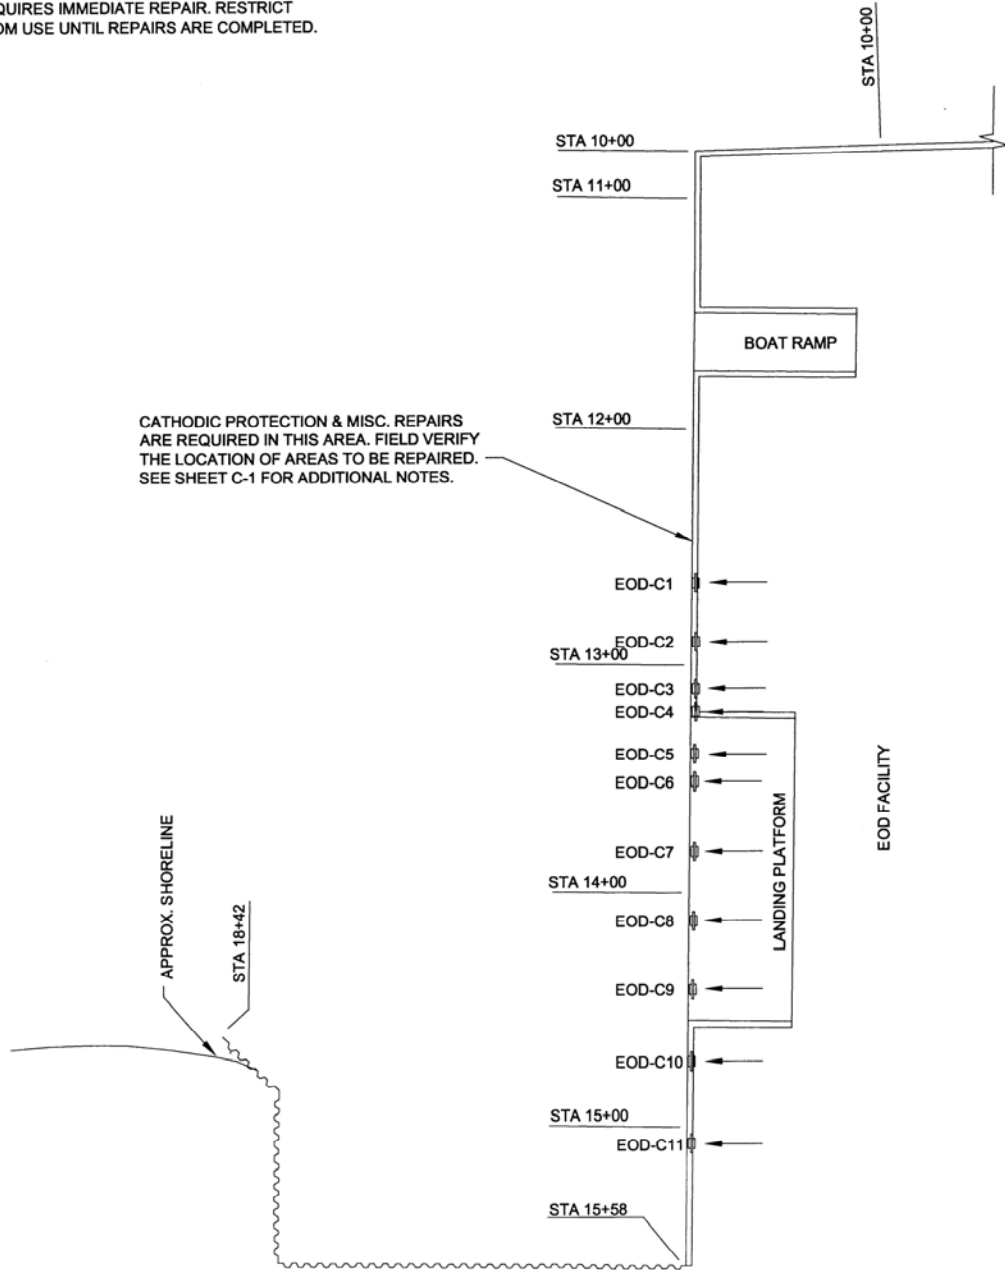 QUIRES IMMEDIATE REPAIR. RESTRICT
OM USE UNTIL REPAIRS ARE COMPLETED.
STA 10+00
STA 10+00
STA 11+00
BOAT RAMP
STA 12+00
CATHODIC PROTECTION & MISC. REPAIRS
ARE REQUIRED IN THIS AREA. FIELD VERIFY
THE LOCATION OF AREAS TO BE REPAIRED.
SEE SHEET C-1 FOR ADDITIONAL NOTES.
EOD-C1
EOD-C2
STA 13+00
EOD-C3
EOD-C4
EOD-C5
EOD-C6
EOD-C7
STA 14+00
EOD-C8
EOD-C9
LANDING PLATFORM
EOD FACILITY
APPROX. SHORELINE
STA 18+42
EOD-C10
STA 15+00
EOD-C11
STA 15+58